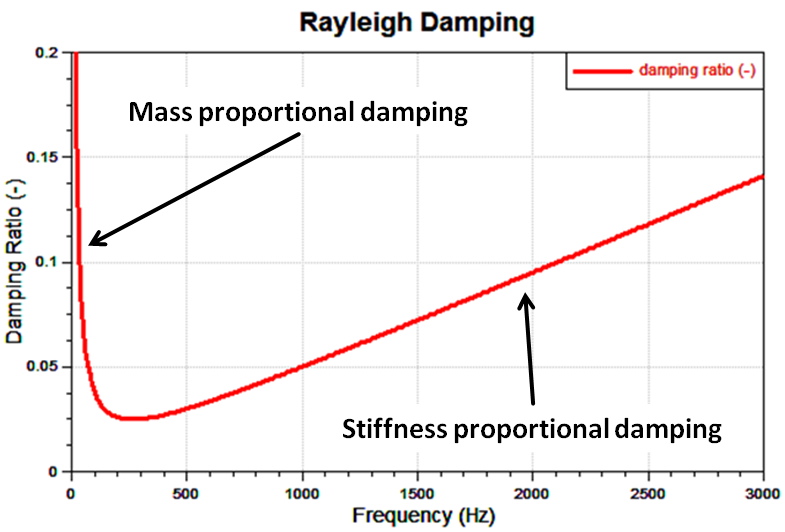 Rayleigh Damping
0.2
damping ratio (-)
Mass proportional damping
0.15
0.1
0.05
0
Damping Ratio (-)
Stiffness proportional damping
0
500
1000
1500
2000
2500
3000
Frequency (Hz)